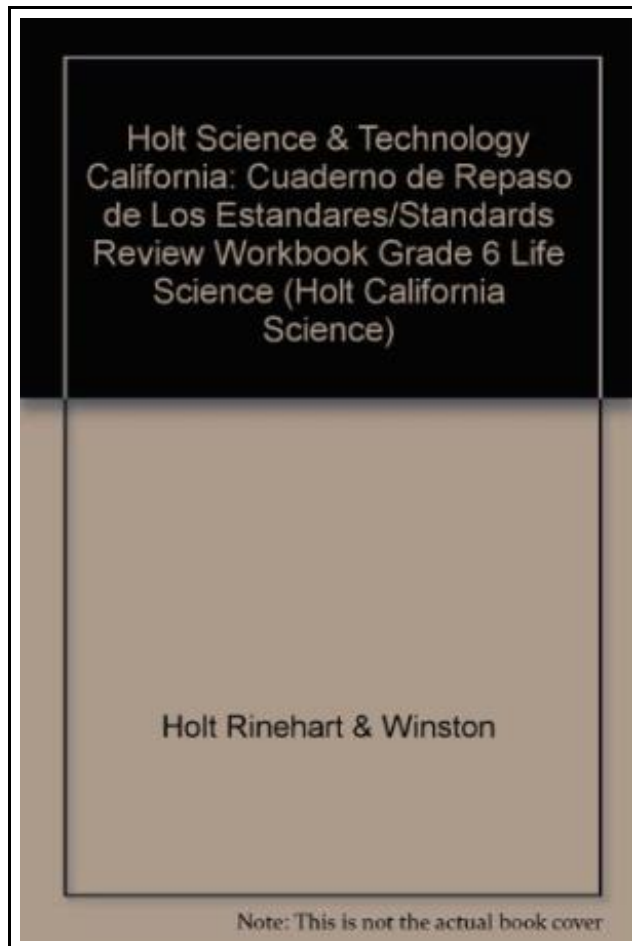 Holt Science & Technology
California: Cuaderno de Repaso
de Los Estandares/Standards
Review Workbook Grade 6 Life
Science (Holt California
Science)
Holt Rinehart & Winston
Note: This is not the actual book cover